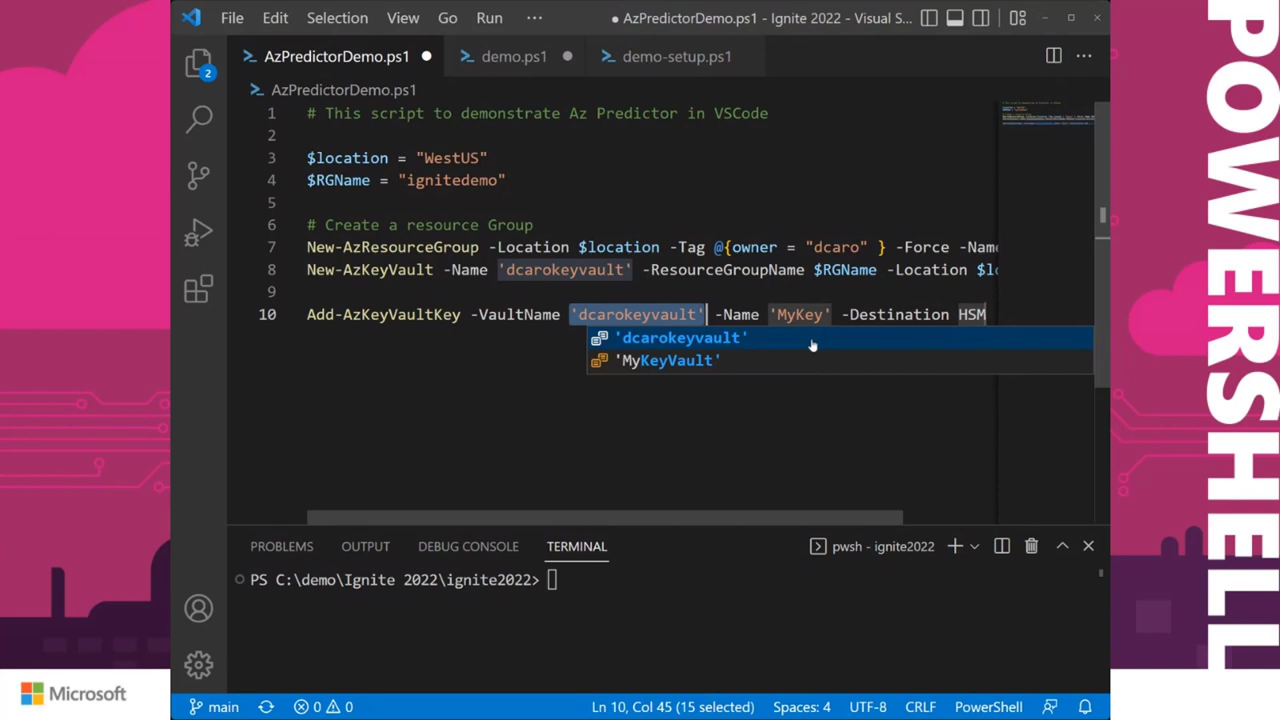 File Edit Selection View Go Run ··· ● AzPredictorDemo.ps1 - Ignite 2022 - Visual S...
AzPredictorDemo.ps1 demo.ps1 demo-setup.ps1
2
AzPredictorDemo.ps1
1 # This script to demonstrate Az Predictor in VSCode
2
3 $location = "WestUS"
4 $RGName = "ignitedemo"
5
6 # Create a resource Group
7 New-AzResourceGroup -Location $location -Tag @{owner = "dcaro" } -Force -Nam
8 New-AzKeyVault -Name 'dcarokeyvault' -ResourceGroupName $RGName -Location $lo
9
10 Add-AzKeyVaultKey -VaultName 'dcarokeyvault' -Name 'MyKey' -Destination HSM
'dcarokeyvault'
'MyKeyVault'
PROBLEMS OUTPUT DEBUG CONSOLE TERMINAL pwsh - ignite2022
PS C:\demo\Ignite 2022\ignite2022>
main 0 0 Ln 10, Col 45 (15 selected) Spaces: 4 UTF-8 CRLF PowerShell
Microsoft
POWERSHELL